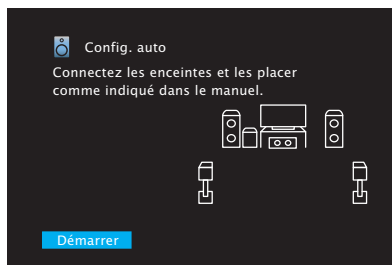 Config. auto
Connectez les enceintes et les placer
comme indiqué dans le manuel.
Démarrer